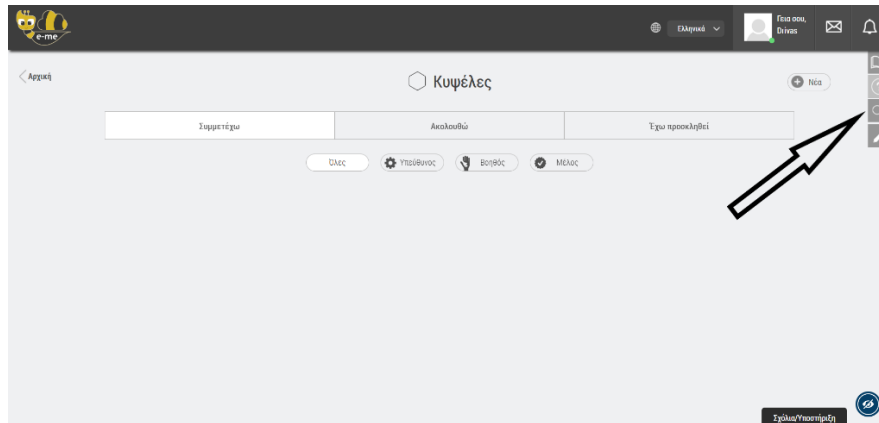 e-me
Ελληνικά
Γεια σου,
Drivas
Αρχική
Κυψέλες
Νέα
Συμμετέχω
Ακολουθώ
Έχω προσκληθεί
Όλες
Υπεύθυνος
Βοηθός
Μέλος
Σχόλια/Υποστήριξη